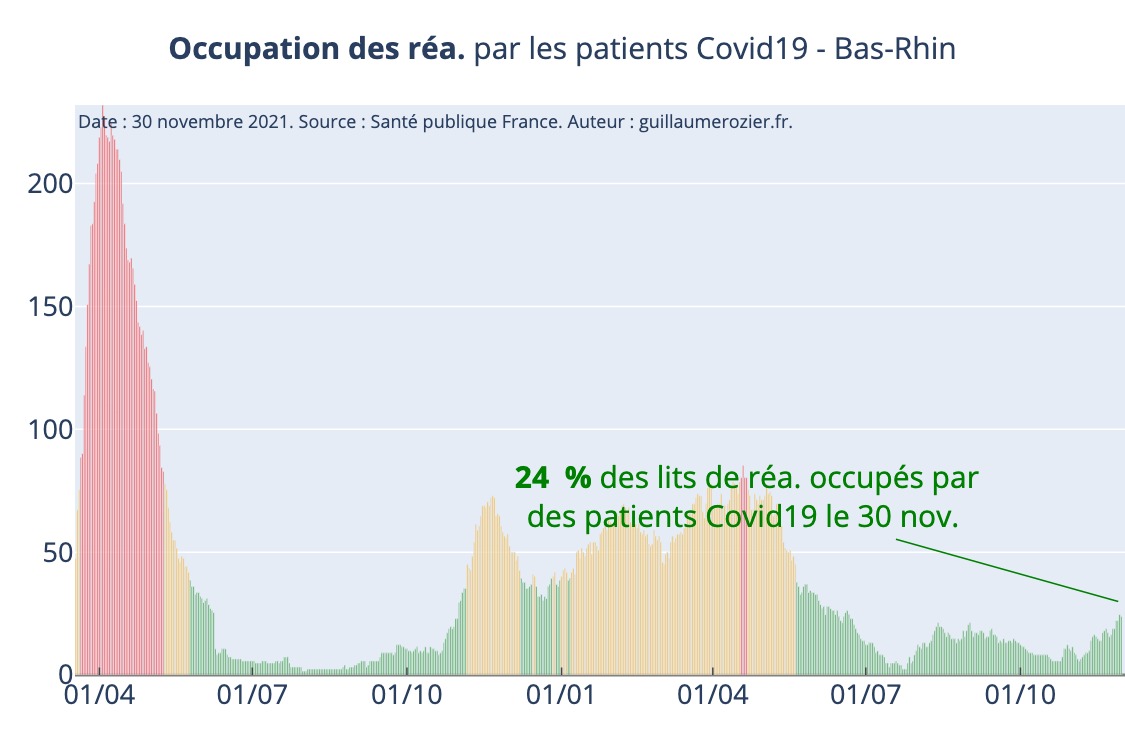 Occupation des réa. par les patients Covid19 - Bas-Rhin
Date : 30 novembre 2021. Source : Santé publique France. Auteur : guillaumerozier.fr.
200
150
100
24 % des lits de réa. occupés par
des patients Covid19 le 30 nov.
50
0
01/04 01/07 01/10 01/01 01/04 01/07 01/10